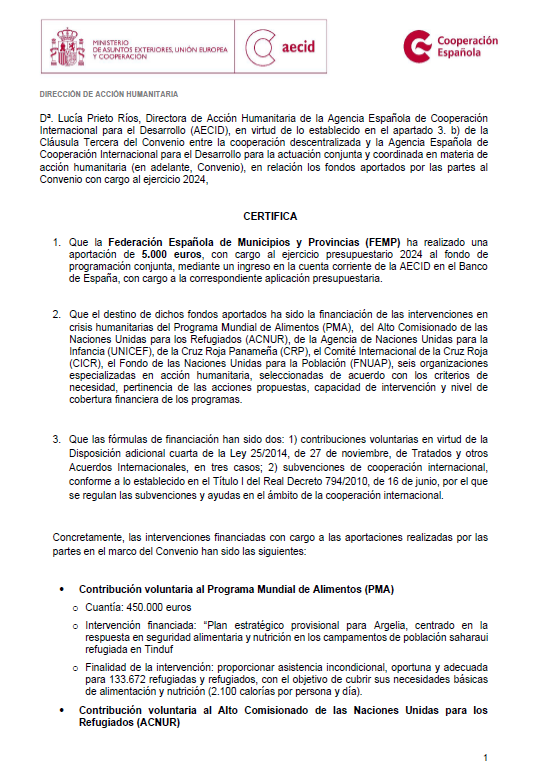 MINISTERIO
DE ASUNTOS EXTERIORES, UNIÓN EUROPEA
Y COOPERACIÓN
aecid
Cooperación
Española
DIRECCIÓN DE ACCIÓN HUMANITARIA
Dª. Lucía Prieto Ríos, Directora de Acción Humanitaria de la Agencia Española de Cooperación
Internacional para el Desarrollo (AECID), en virtud de lo establecido en el apartado 3. b) de la
Cláusula Tercera del Convenio entre la cooperación descentralizada y la Agencia Española de
Cooperación Internacional para el Desarrollo para la actuación conjunta y coordinada en materia de
acción humanitaria (en adelante, Convenio), en relación los fondos aportados por las partes al
Convenio con cargo al ejercicio 2024,
CERTIFICA
1. Que la Federación Española de Municipios y Provincias (FEMP) ha realizado una
aportación de 5.000 euros, con cargo al ejercicio presupuestario 2024 al fondo de
programación conjunta, mediante un ingreso en la cuenta corriente de la AECID en el Banco
de España, con cargo a la correspondiente aplicación presupuestaria.
2. Que el destino de dichos fondos aportados ha sido la financiación de las intervenciones en
crisis humanitarias del Programa Mundial de Alimentos (PMA), del Alto Comisionado de las
Naciones Unidas para los Refugiados (ACNUR), de la Agencia de Naciones Unidas para la
Infancia (UNICEF), de la Cruz Roja Panameña (CRP), el Comité Internacional de la Cruz Roja
(CICR), el Fondo de las Naciones Unidas para la Población (FNUAP), seis organizaciones
especializadas en acción humanitaria, seleccionadas de acuerdo con los criterios de
necesidad, pertinencia de las acciones propuestas, capacidad de intervención y nivel de
cobertura financiera de los programas.
3. Que las fórmulas de financiación han sido dos: 1) contribuciones voluntarias en virtud de la
Disposición adicional cuarta de la Ley 25/2014, de 27 de noviembre, de Tratados y otros
Acuerdos Internacionales, en tres casos; 2) subvenciones de cooperación internacional,
conforme a lo establecido en el Título I del Real Decreto 794/2010, de 16 de junio, por el que
se regulan las subvenciones y ayudas en el ámbito de la cooperación internacional.
Concretamente, las intervenciones financiadas con cargo a las aportaciones realizadas por las
partes en el marco del Convenio han sido las siguientes:
• Contribución voluntaria al Programa Mundial de Alimentos (PMA)
o Cuantía: 450.000 euros
o Intervención financiada: “Plan estratégico provisional para Argelia, centrado en la
respuesta en seguridad alimentaria y nutrición en los campamentos de población saharaui
refugiada en Tinduf
o Finalidad de la intervención: proporcionar asistencia incondicional, oportuna y adecuada
para 133.672 refugiadas y refugiados, con el objetivo de cubrir sus necesidades básicas
de alimentación y nutrición (2.100 calorías por persona y día).
• Contribución voluntaria al Alto Comisionado de las Naciones Unidas para los
Refugiados (ACNUR)
1